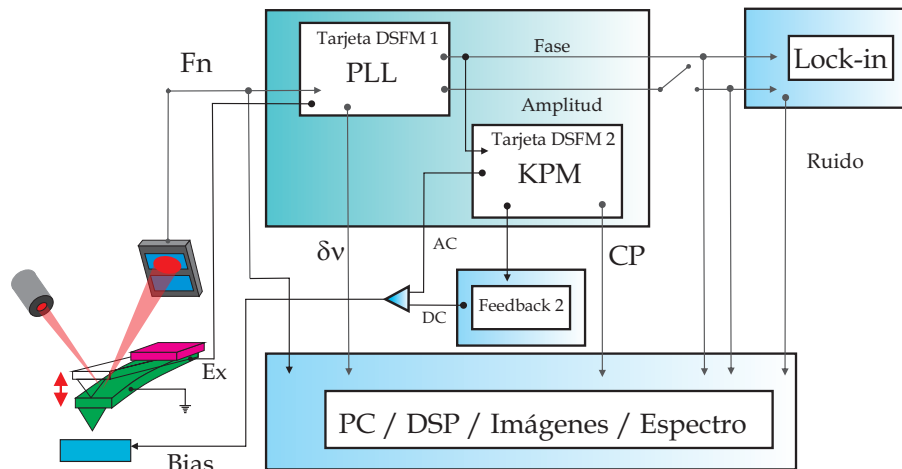 Tarjeta DSFM 1
PLL
Fn
Fase
Lock-in
Amplitud
Tarjeta DSFM 2
KPM
Ruido
AC
δν
CP
DC
Feedback 2
Ex
PC / DSP / Imágenes / Espectro
Bias